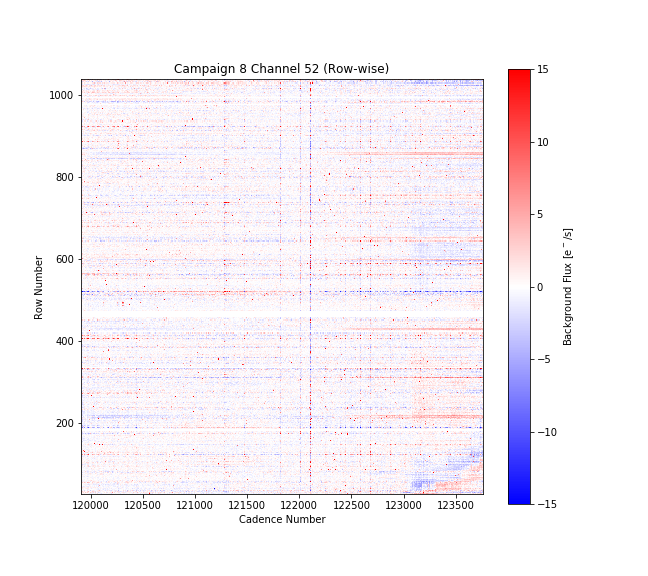 Campaign 8 Channel 52 (Row-wise)
1000
800
600
400
200
Row Number
120000 120500 121000 121500 122000 122500 123000 123500
Cadence Number
15
10
5
0
−5
−10
−15
Background Flux [e⁻/s]